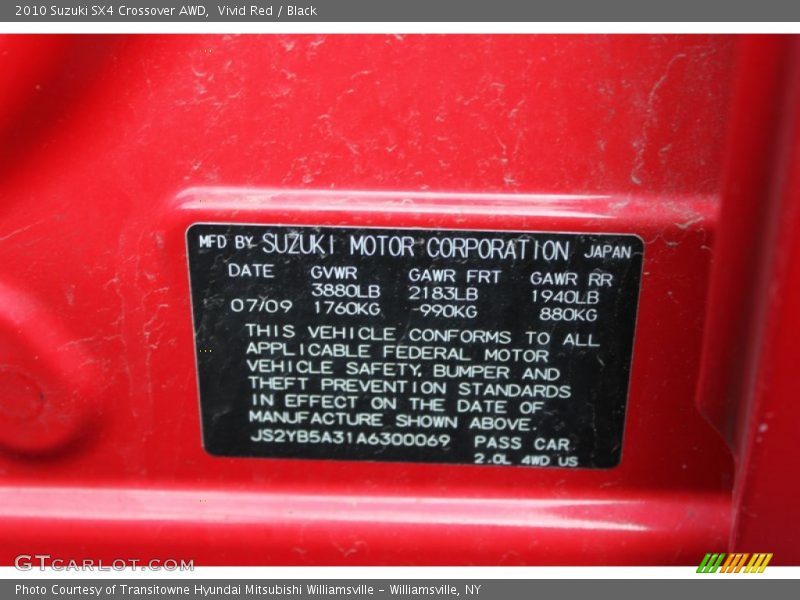 2010 Suzuki SX4 Crossover AWD, Vivid Red / Black
MFD BY SUZUKI MOTOR CORPORATION JAPAN
DATE GVWR GAWR FRT GAWR RR
3880LB 2183LB 1940LB
07/09 1760KG 990KG 880KG
THIS VEHICLE CONFORMS TO ALL
APPLICABLE FEDERAL MOTOR
VEHICLE SAFETY, BUMPER AND
THEFT PREVENTION STANDARDS
IN EFFECT ON THE DATE OF
MANUFACTURE SHOWN ABOVE.
JS2YB5A31A6300069 PASS CAR
2.0L 4WD US
GTcarlot.com
Photo Courtesy of Transitowne Hyundai Mitsubishi Williamsville - Williamsville, NY